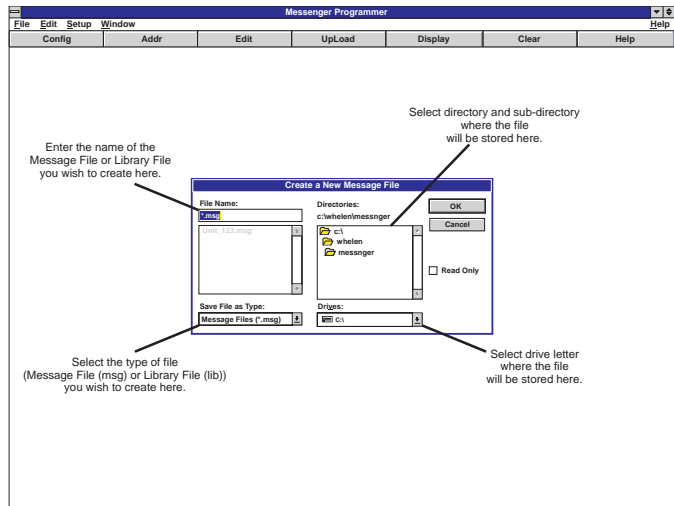 Messenger Programmer
File Edit Setup Window Help
Config Addr Edit UpLoad Display Clear Help
Select directory and sub-directory
where the file
will be stored here.
Enter the name of the
Message File or Library File
you wish to create here.
Create a New Message File
File Name:
*.msg
Unit_123.msg
Directories:
c:\whelen\messnger
c:\
whelen
messnger
OK
Cancel
Read Only
Save File as Type:
Message Files (*.msg)
Drives:
C:\
Select the type of file
(Message File (msg) or Library File (lib))
you wish to create here.
Select drive letter
where the file
will be stored here.